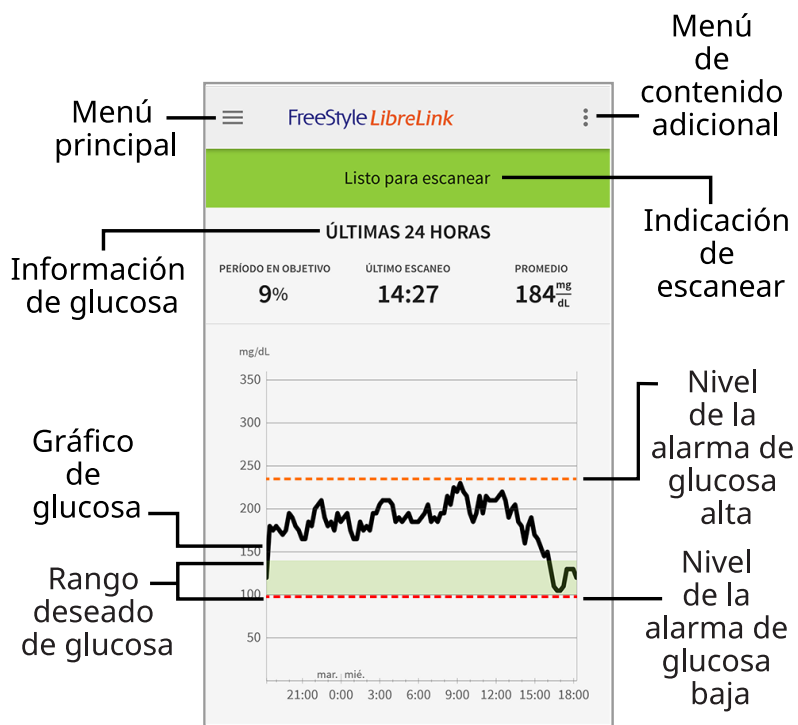 Menú
de
contenido
adicional
Menú
principal
FreeStyle LibreLink
Listo para escanear
Indicación
de
escanear
ÚLTIMAS 24 HORAS
Información
de glucosa
PERÍODO EN OBJETIVO
ÚLTIMO ESCANEO
PROMEDIO
9%
14:27
184 mg/dL
mg/dL
350
300
250
200
150
100
50
Nivel
de la
alarma de
glucosa
alta
Gráfico
de
glucosa
Rango
deseado
de glucosa
Nivel
de la
alarma de
glucosa
baja
mar. mié.
21:00 0:00 3:00 6:00 9:00 12:00 15:00 18:00